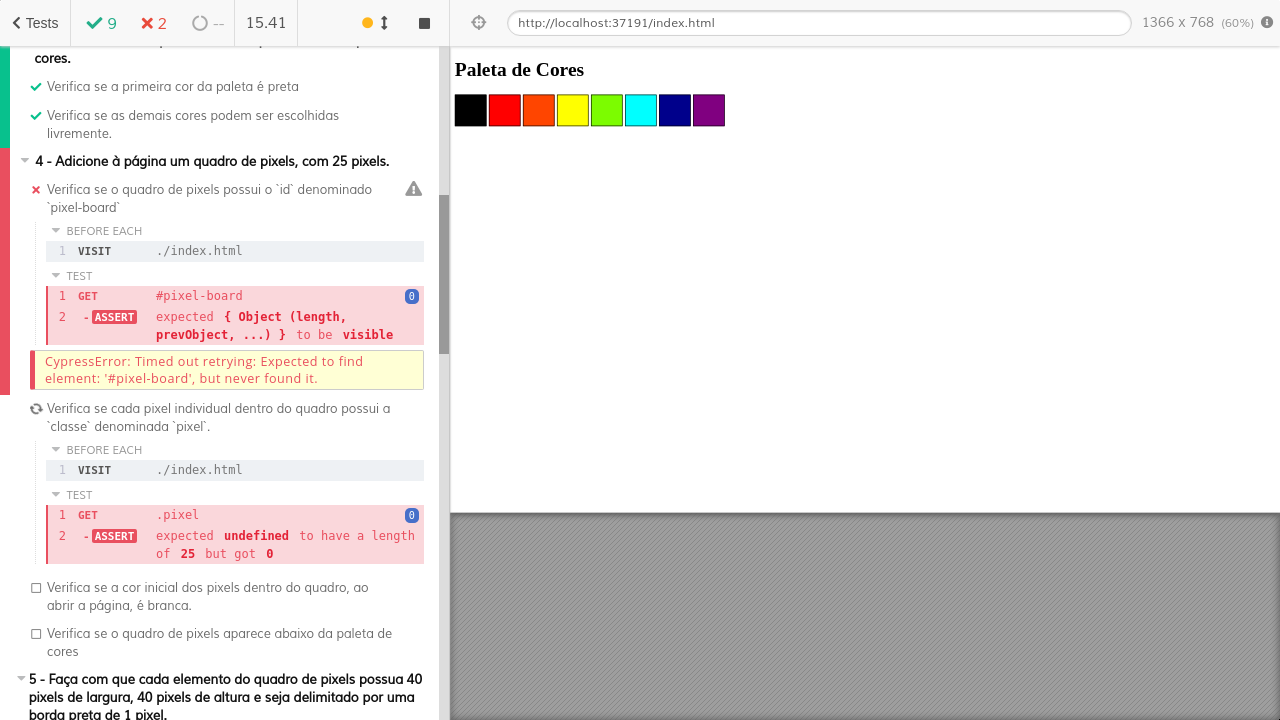 Tests
9
2
--
15.41
http://localhost:37191/index.html
1366 x 768 (60%)
cores.
Verifica se a primeira cor da paleta é preta
Verifica se as demais cores podem ser escolhidas
livremente.
4 - Adicione à página um quadro de pixels, com 25 pixels.
Verifica se o quadro de pixels possui o `id` denominado
`pixel-board`
BEFORE EACH
1 VISIT ./index.html
TEST
1 GET #pixel-board 0
2 -ASSERT expected { Object (length,
prevObject, ...) } to be visible
CypressError: Timed out retrying: Expected to find
element: '#pixel-board', but never found it.
Verifica se cada pixel individual dentro do quadro possui a
`classe` denominada `pixel`.
BEFORE EACH
1 VISIT ./index.html
TEST
1 GET .pixel 0
2 -ASSERT expected undefined to have a length
of 25 but got 0
Verifica se a cor inicial dos pixels dentro do quadro, ao
abrir a página, é branca.
Verifica se o quadro de pixels aparece abaixo da paleta de
cores
5 - Faça com que cada elemento do quadro de pixels possua 40
pixels de largura, 40 pixels de altura e seja delimitado por uma
borda preta de 1 pixel.
Paleta de Cores